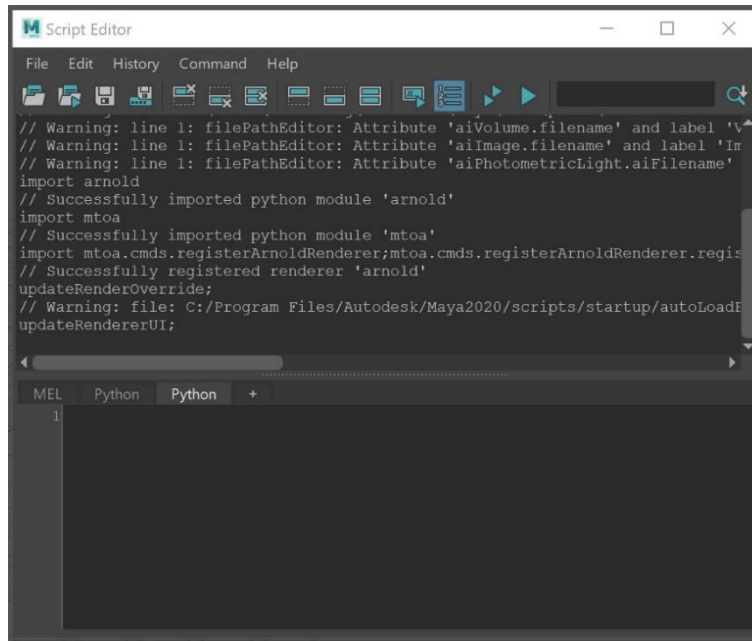 Script Editor
File Edit History Command Help
// Warning: line 1: filePathEditor: Attribute 'aiVolume.filename' and label 'V
// Warning: line 1: filePathEditor: Attribute 'aiImage.filename' and label 'Im
// Warning: line 1: filePathEditor: Attribute 'aiPhotometricLight.aiFilename'
import arnold
// Successfully imported python module 'arnold'
import mtoa
// Successfully imported python module 'mtoa'
import mtoa.cmds.registerArnoldRenderer;mtoa.cmds.registerArnoldRenderer.regis
// Successfully registered renderer 'arnold'
updateRenderOverride;
// Warning: file: C:/Program Files/Autodesk/Maya2020/scripts/startup/autoLoad
updateRendererUI;
MEL Python Python +
1